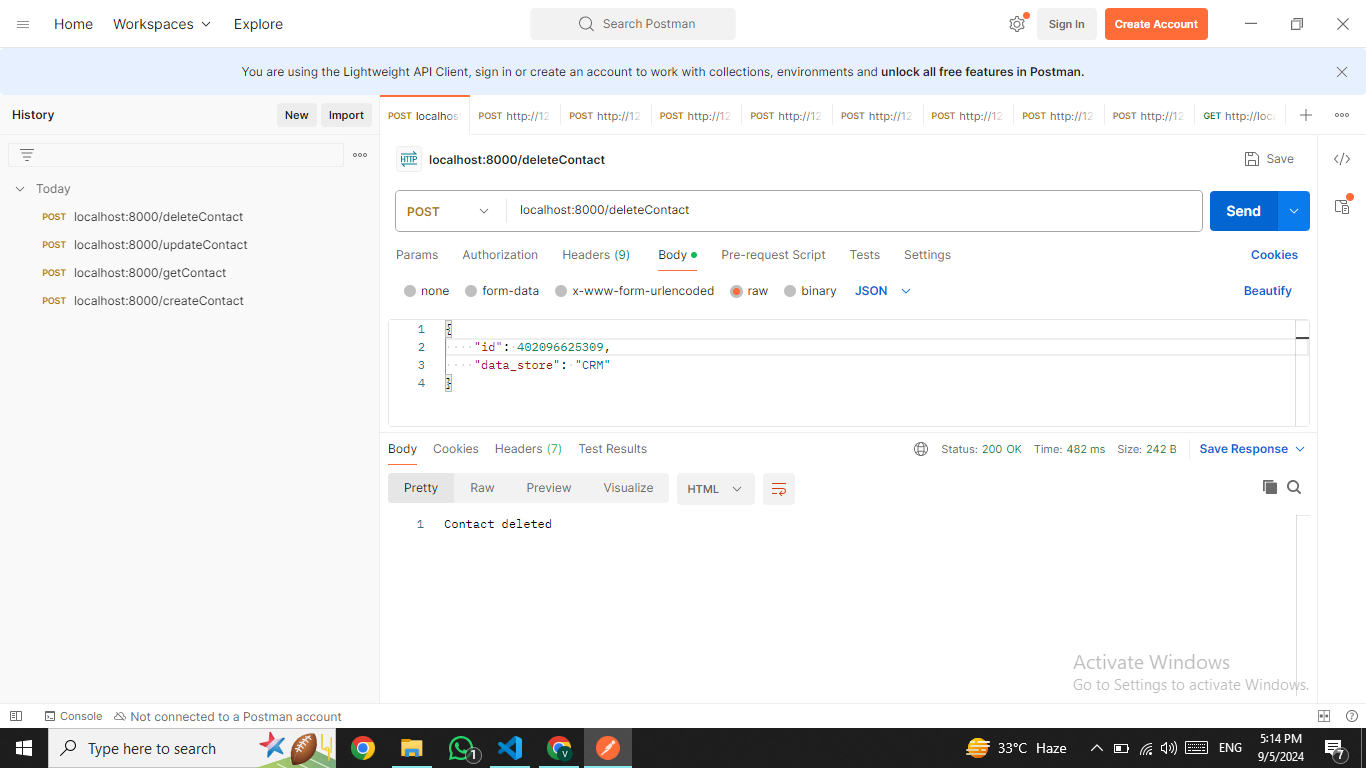 Home Workspaces Explore
Search Postman
Sign In
Create Account
You are using the Lightweight API Client, sign in or create an account to work with collections, environments and unlock all free features in Postman.
History
New
Import
POST localhos
POST http://12
POST http://12
POST http://12
POST http://12
POST http://12
POST http://12
POST http://12
POST http://12
GET http://loc
Today
POST localhost:8000/deleteContact
POST localhost:8000/updateContact
POST localhost:8000/getContact
POST localhost:8000/createContact
HTTP localhost:8000/deleteContact
Save
POST localhost:8000/deleteContact
Send
Params Authorization Headers (9) Body Pre-request Script Tests Settings
Cookies
none form-data x-www-form-urlencoded raw binary JSON
Beautify
1 {
2 "id": 402096625309,
3 "data_store": "CRM"
4 }
Body Cookies Headers (7) Test Results
Status: 200 OK Time: 482 ms Size: 242 B
Save Response
Pretty Raw Preview Visualize HTML
1 Contact deleted
Activate Windows
Go to Settings to activate Windows.
Console Not connected to a Postman account
Type here to search
1
V
33°C Haze
ENG
5:14 PM
9/5/2024
7